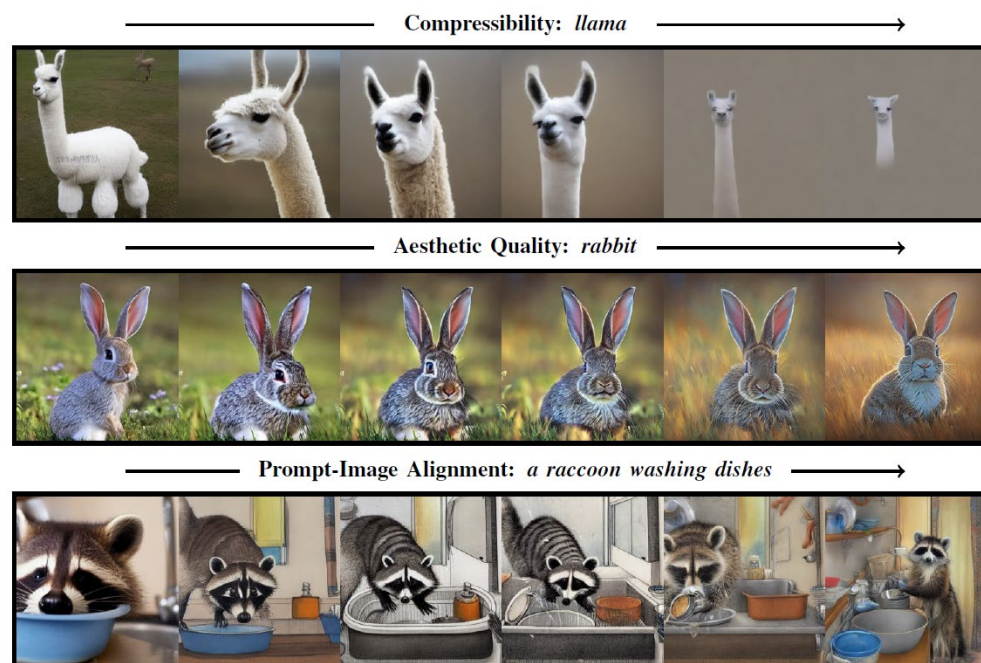 Compressibility: llama
Aesthetic Quality: rabbit
Prompt-Image Alignment: a raccoon washing dishes